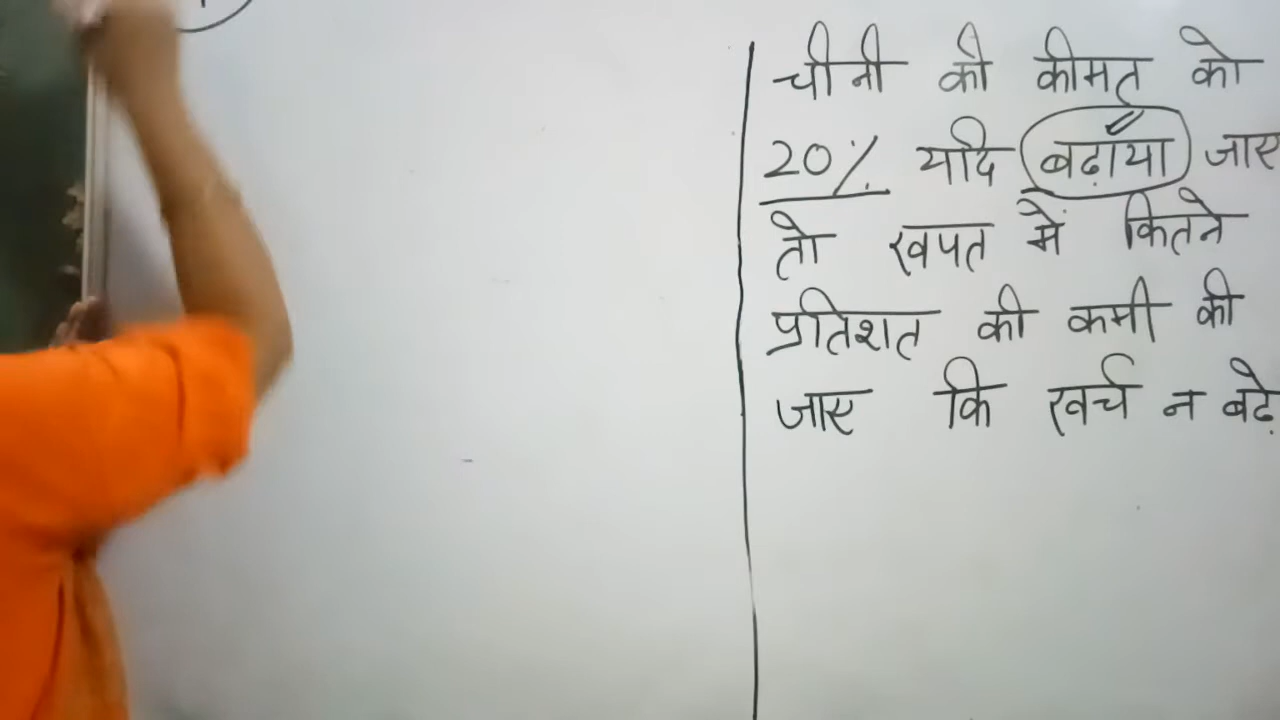 चीनी की कीमत को
20% यदि बढ़ाया जाए
तो खपत में कितने
प्रतिशत की कमी की
जाए कि खर्च न बढ़े